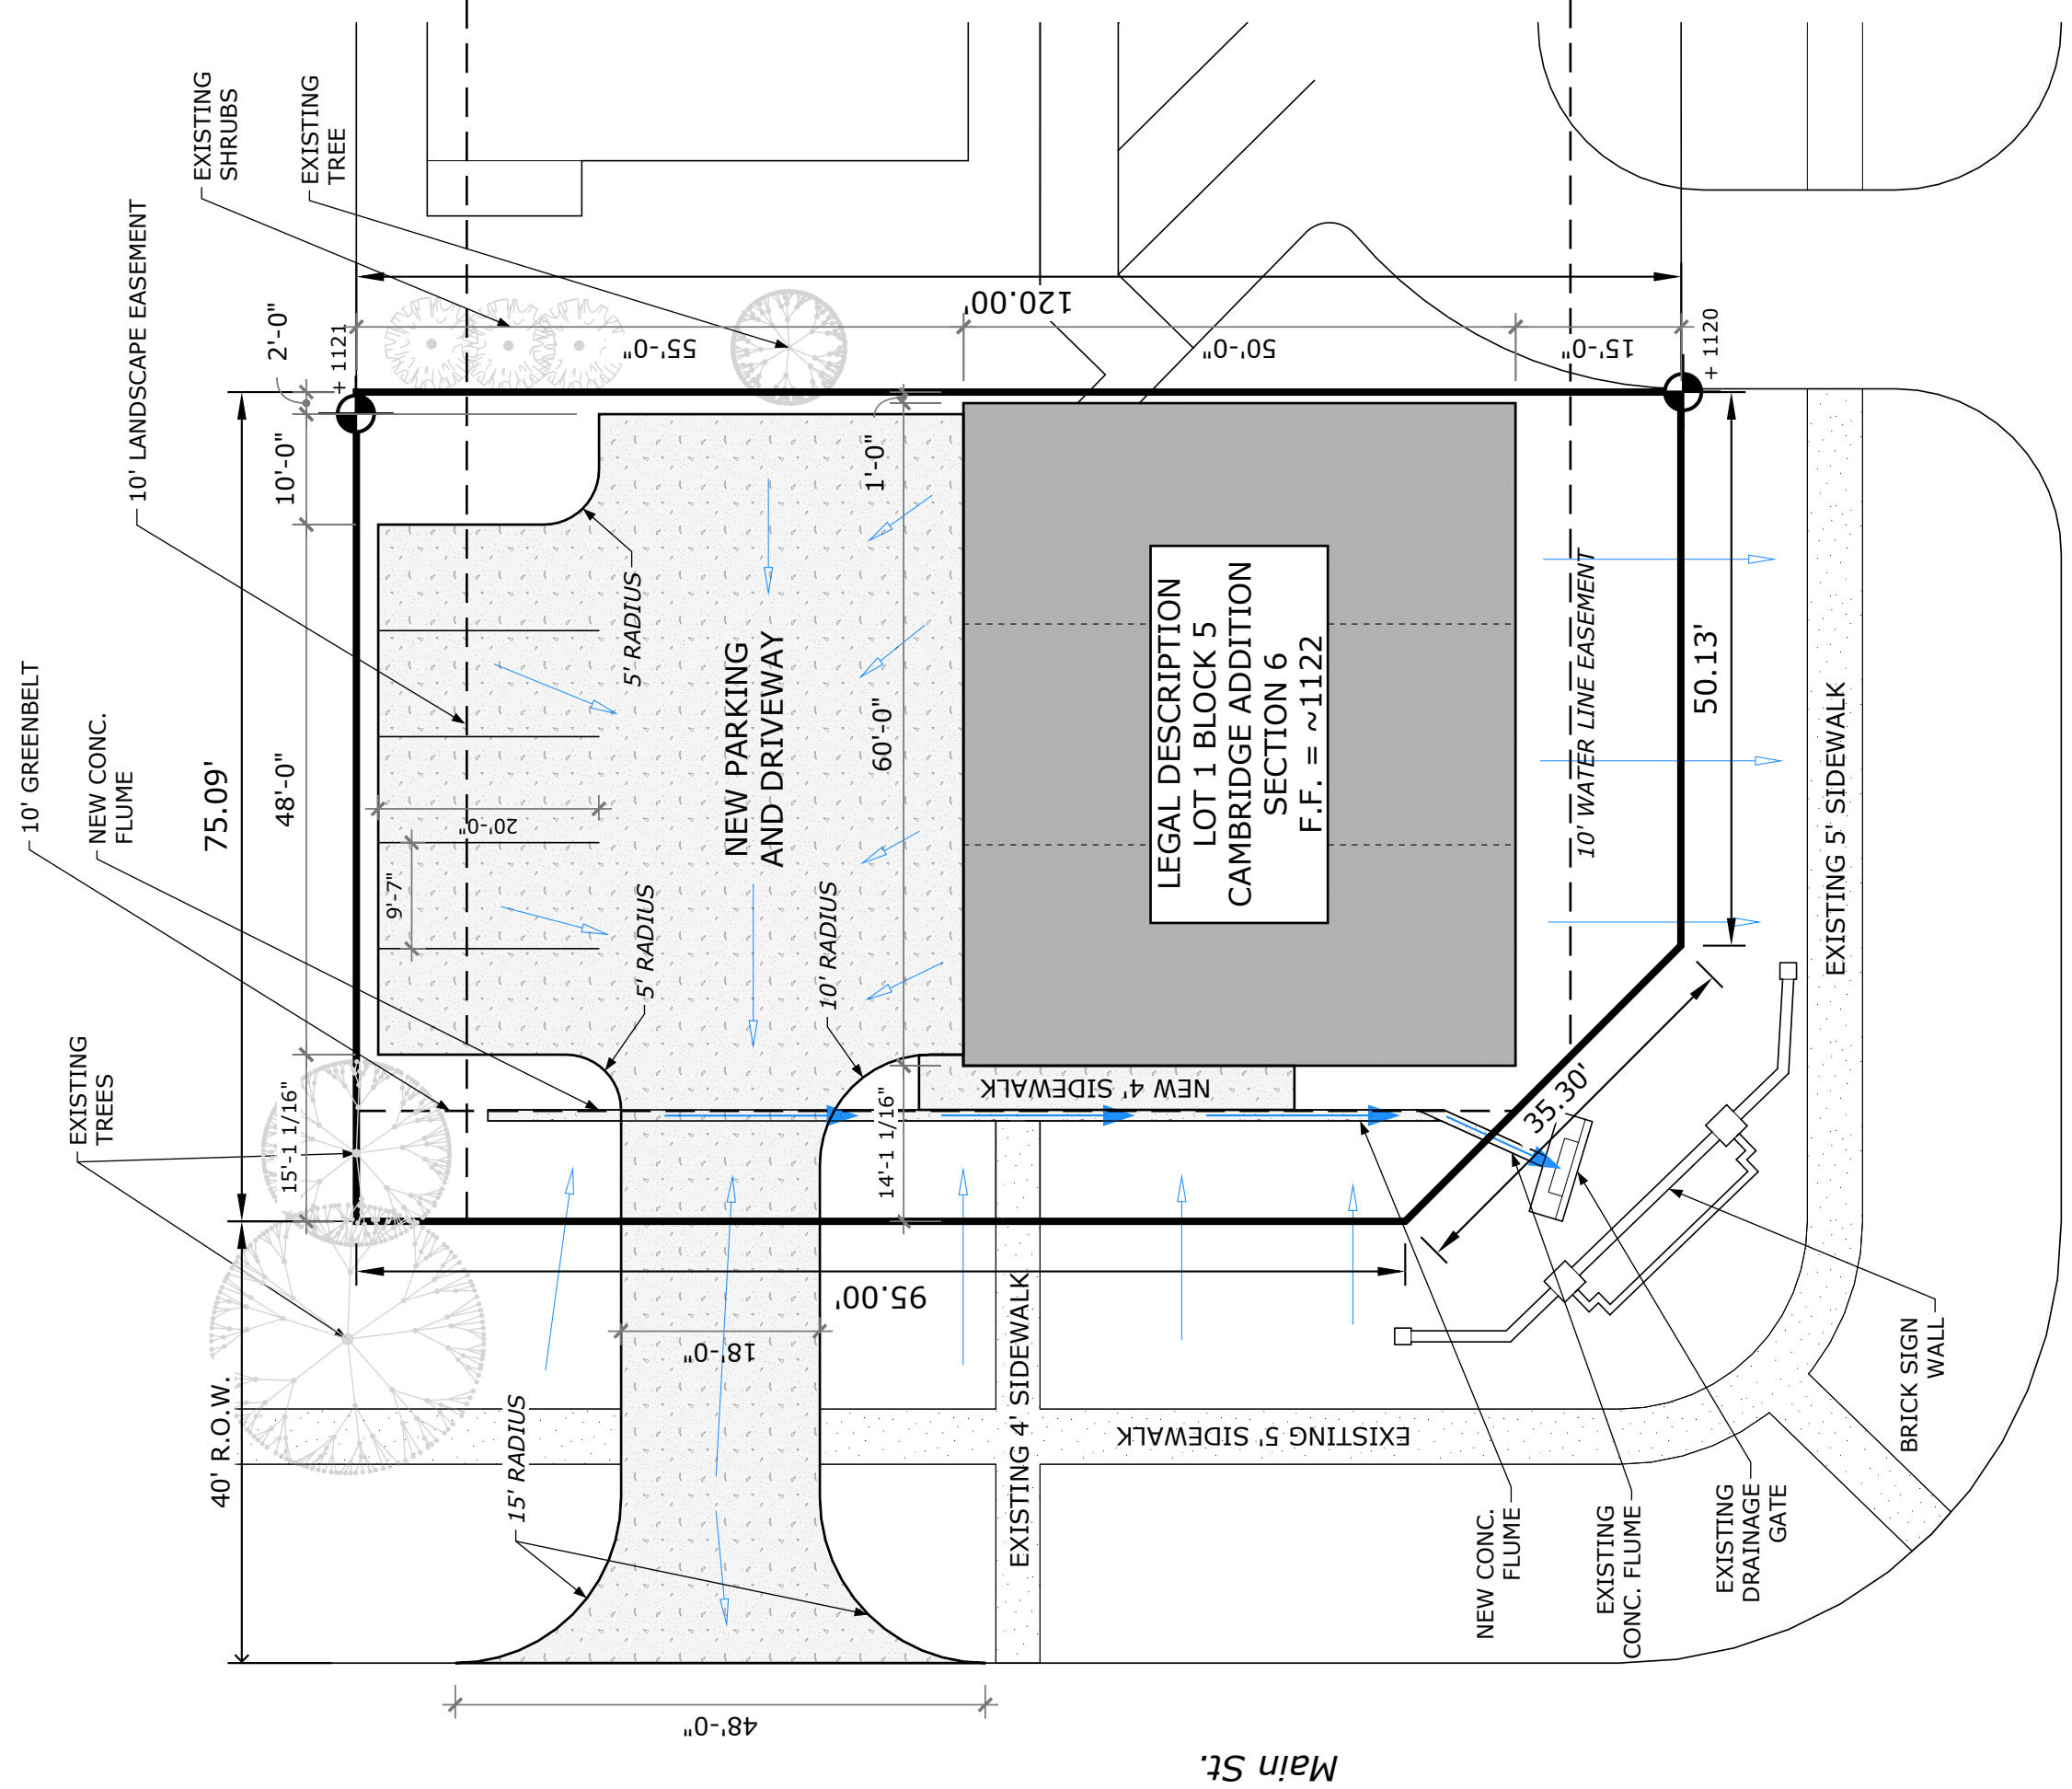 EXISTING
SHRUBS
EXISTING
TREE
10' LANDSCAPE EASEMENT
2'-0"
+ 1121
120.00'
55'-0"
50'-0"
15'-0"
+ 1120
10'-0"
1'-0"
10' GREENBELT
NEW CONC.
FLUME
75.09'
48'-0"
5' RADIUS
NEW PARKING
AND DRIVEWAY
60'-0"
LEGAL DESCRIPTION
LOT 1 BLOCK 5
CAMBRIDGE ADDITION
SECTION 6
F.F. = ~1122
10' WATER LINE EASEMENT
50.13'
EXISTING 5' SIDEWALK
20'-0"
9'-7"
5' RADIUS
10' RADIUS
EXISTING
TREES
15'-1 1/16"
14'-1 1/16"
NEW 4' SIDEWALK
35.30'
95.00'
18'-0"
40' R.O.W.
15' RADIUS
EXISTING 4' SIDEWALK
EXISTING 5' SIDEWALK
NEW CONC.
FLUME
EXISTING
CONC. FLUME
EXISTING
DRAINAGE
GATE
BRICK SIGN
WALL
48'-0"
Main St.